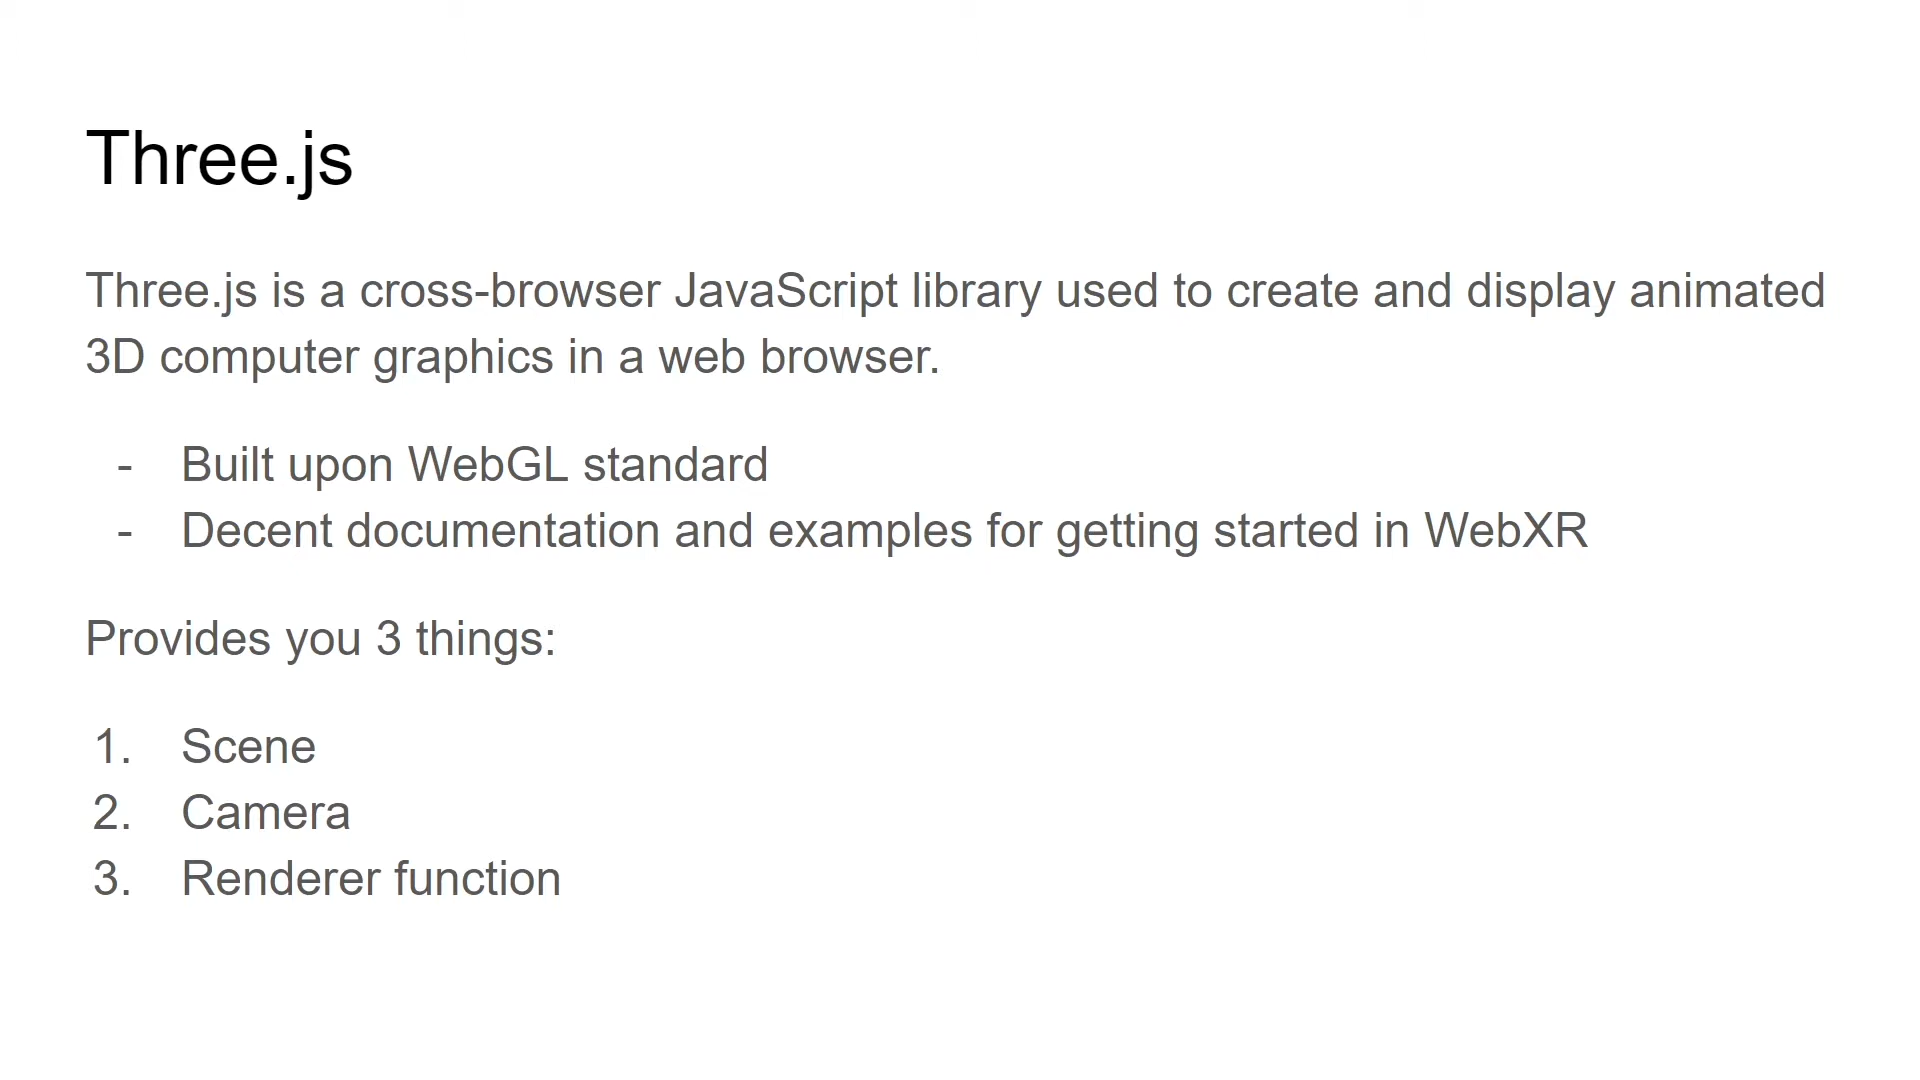 Three.js
Three.js is a cross-browser JavaScript library used to create and display animated
3D computer graphics in a web browser.
- Built upon WebGL standard
- Decent documentation and examples for getting started in WebXR
Provides you 3 things:
1. Scene
2. Camera
3. Renderer function